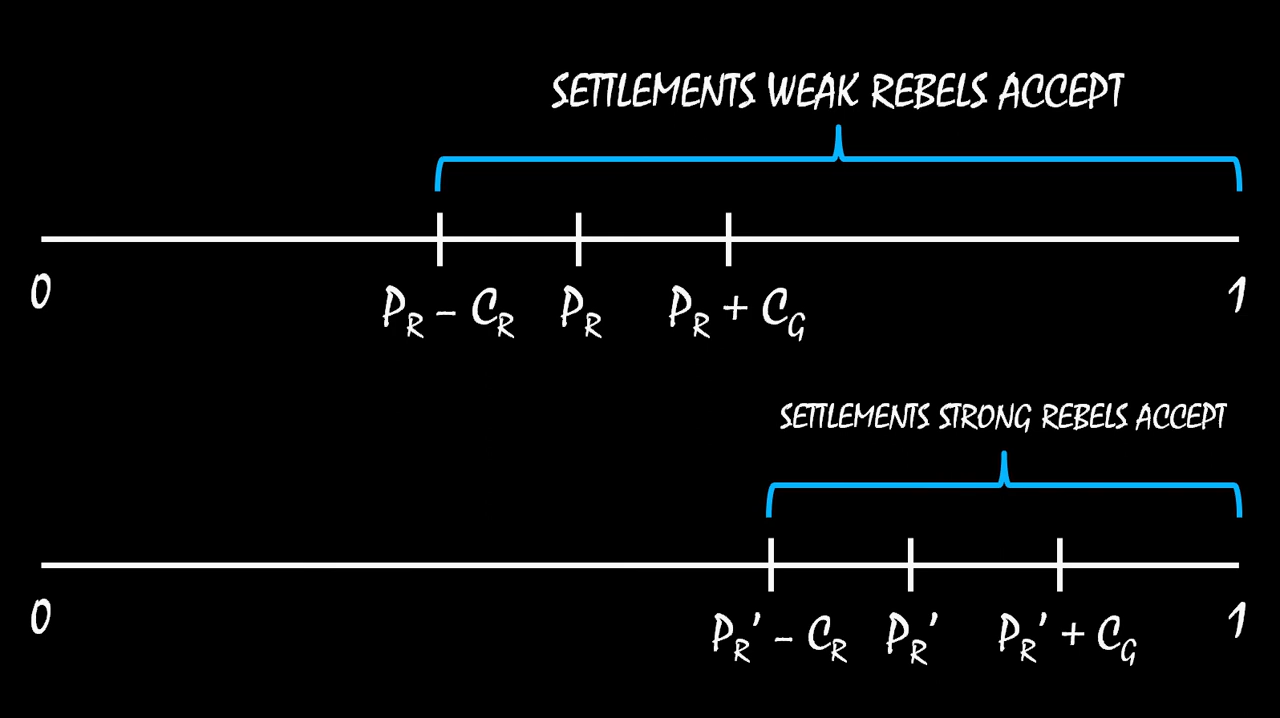 SETTLEMENTS WEAK REBELS ACCEPT
0 1
P_R - C_R P_R P_R + C_G
SETTLEMENTS STRONG REBELS ACCEPT
0 1
P_R' - C_R P_R' P_R' + C_G